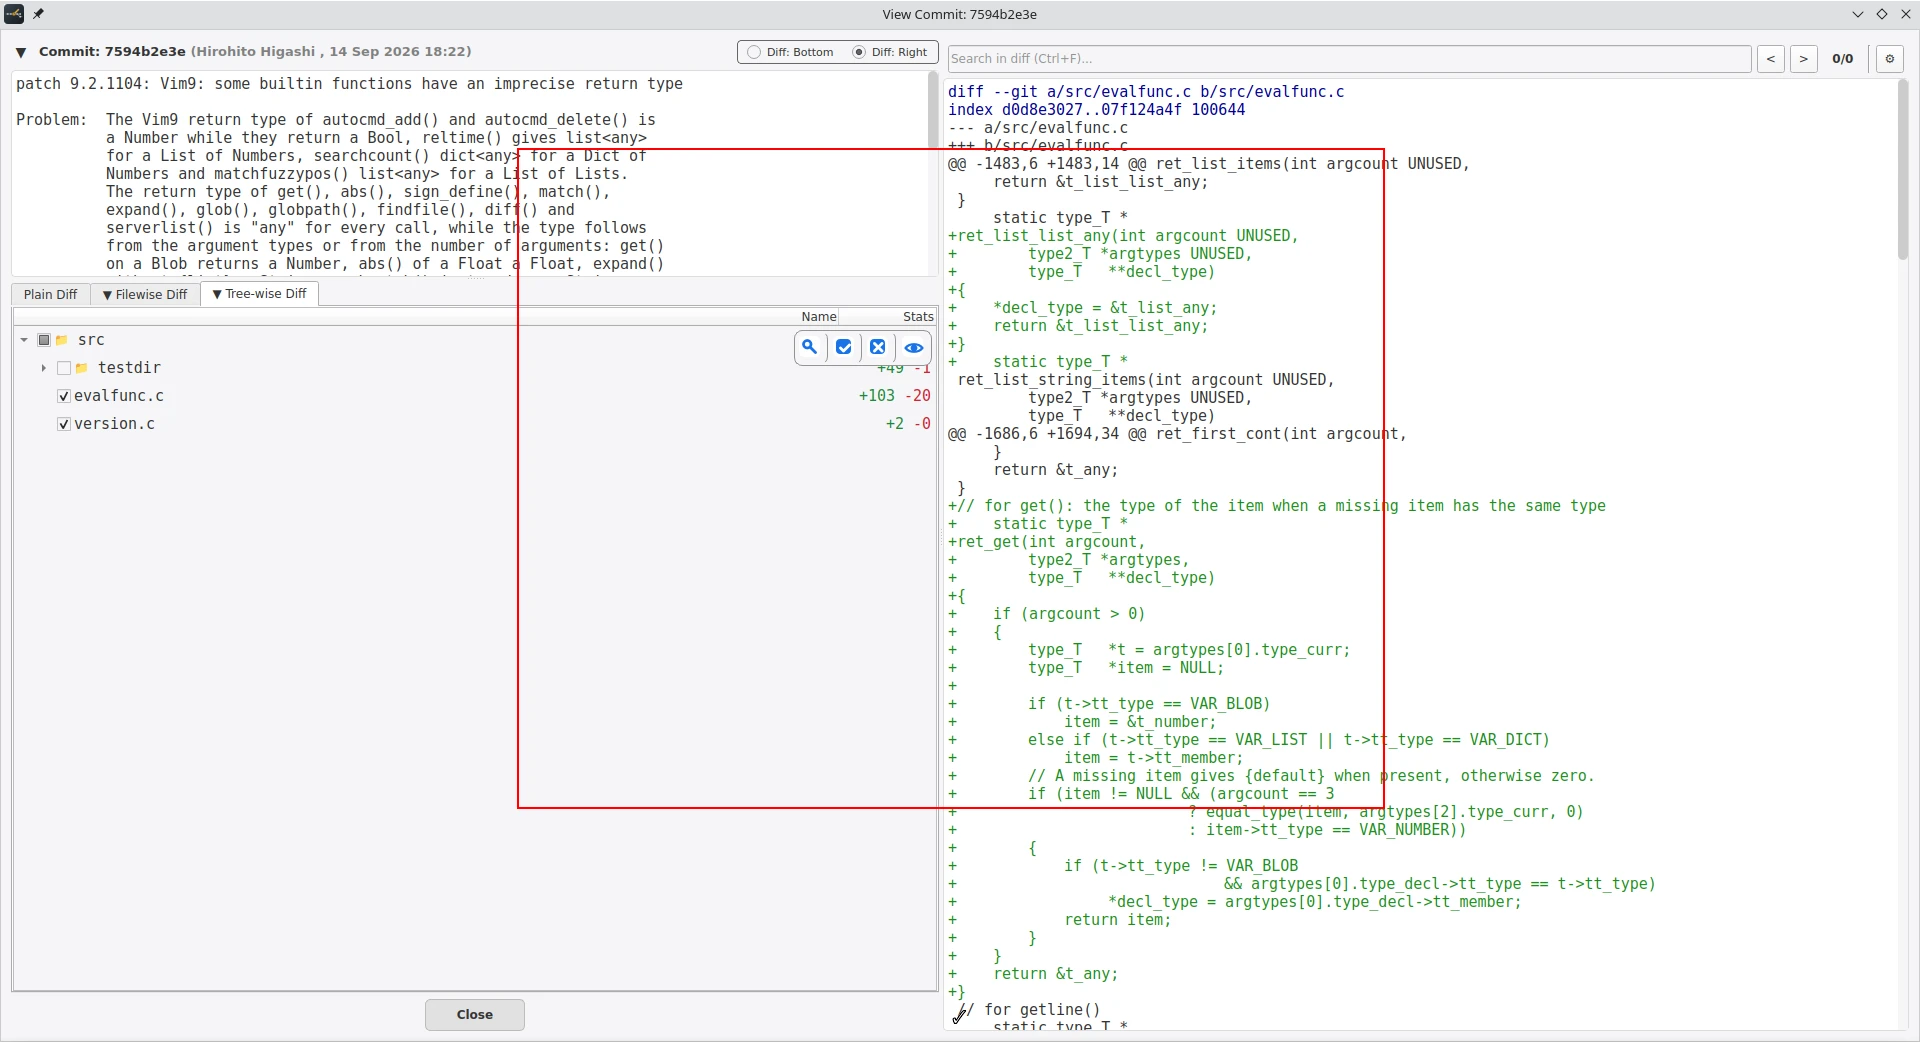 View Commit: 7594b2e3e
▼ Commit: 7594b2e3e (Hirohito Higashi , 14 Sep 2026 18:22)
Diff: Bottom
Diff: Right
patch 9.2.1104: Vim9: some builtin functions have an imprecise return type
Problem:  The Vim9 return type of autocmd_add() and autocmd_delete() is
a Number while they return a Bool, reltime() gives list<any>
for a List of Numbers, searchcount() dict<any> for a Dict of
Numbers and matchfuzzypos() list<any> for a List of Lists.
The return type of get(), abs(), sign_define(), match(),
expand(), glob(), globpath(), findfile(), diff() and
serverlist() is "any" for every call, while the type follows
from the argument types or from the number of arguments: get()
on a Blob returns a Number, abs() of a Float a Float, expand()
Plain Diff
▼ Filewise Diff
▼ Tree-wise Diff
Name
Stats
src
testdir
+49 -1
evalfunc.c
+103 -20
version.c
+2 -0
Close
Search in diff (Ctrl+F)...
<
>
0/0
diff --git a/src/evalfunc.c b/src/evalfunc.c
index d0d8e3027..07f124a4f 100644
--- a/src/evalfunc.c
+++ b/src/evalfunc.c
@@ -1483,6 +1483,14 @@ ret_list_items(int argcount UNUSED,
     return &t_list_list_any;
 }
     static type_T *
+ret_list_list_any(int argcount UNUSED,
+        type2_T *argtypes UNUSED,
+        type_T   **decl_type)
+{
+    *decl_type = &t_list_any;
+    return &t_list_list_any;
+}
+    static type_T *
 ret_list_string_items(int argcount UNUSED,
         type2_T *argtypes UNUSED,
         type_T   **decl_type)
@@ -1686,6 +1694,34 @@ ret_first_cont(int argcount,
     }
     return &t_any;
 }
+// for get(): the type of the item when a missing item has the same type
+    static type_T *
+ret_get(int argcount,
+        type2_T *argtypes,
+        type_T   **decl_type)
+{
+    if (argcount > 0)
+    {
+        type_T   *t = argtypes[0].type_curr;
+        type_T   *item = NULL;
+
+        if (t->tt_type == VAR_BLOB)
+            item = &t_number;
+        else if (t->tt_type == VAR_LIST || t->tt_type == VAR_DICT)
+            item = t->tt_member;
+        // A missing item gives {default} when present, otherwise zero.
+        if (item != NULL && (argcount == 3
+                          ? equal_type(item, argtypes[2].type_curr, 0)
+                          : item->tt_type == VAR_NUMBER))
+        {
+            if (t->tt_type != VAR_BLOB
+                              && argtypes[0].type_decl->tt_type == t->tt_type)
+                 *decl_type = argtypes[0].type_decl->tt_member;
+            return item;
+        }
+    }
+    return &t_any;
+}
 // for getline()
     static type_T *